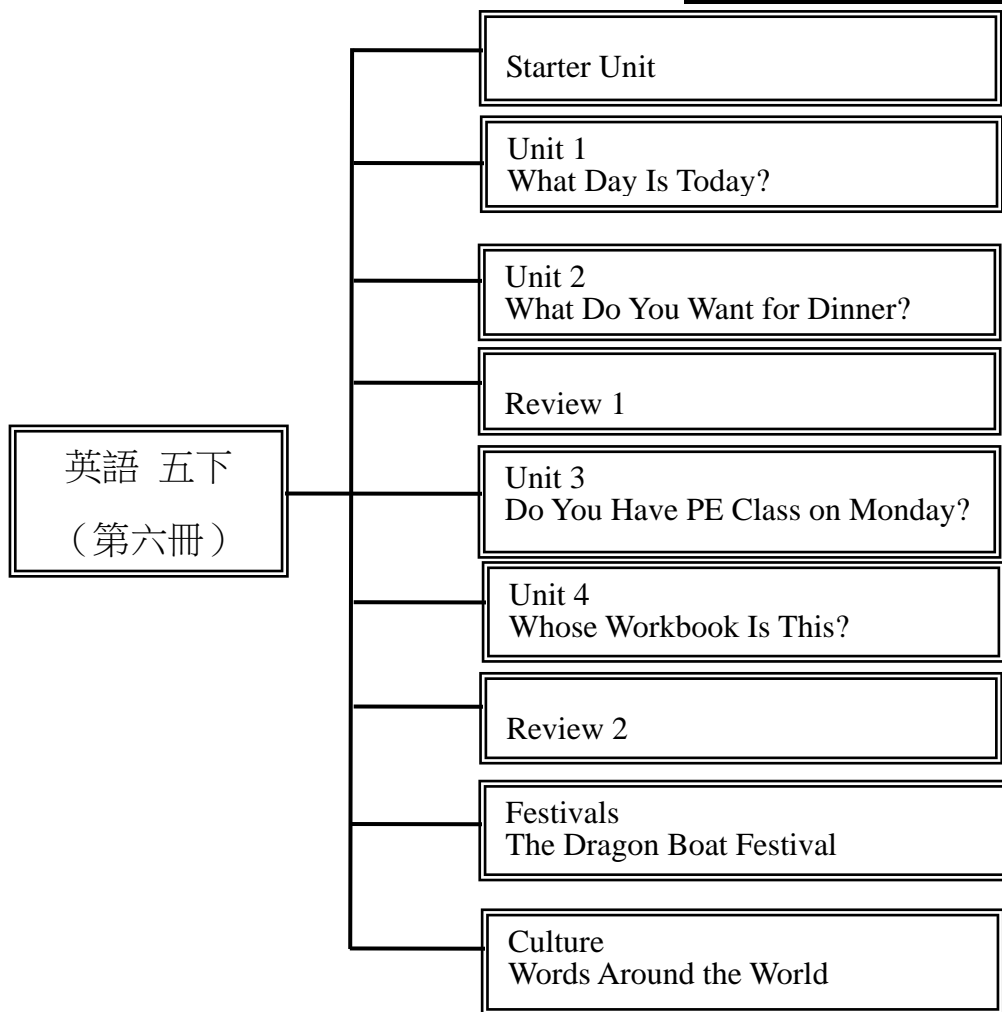 英語 五下
（第六冊）
Starter Unit
Unit 1
What Day Is Today?
Unit 2
What Do You Want for Dinner?
Review 1
Unit 3
Do You Have PE Class on Monday?
Unit 4
Whose Workbook Is This?
Review 2
Festivals
The Dragon Boat Festival
Culture
Words Around the World